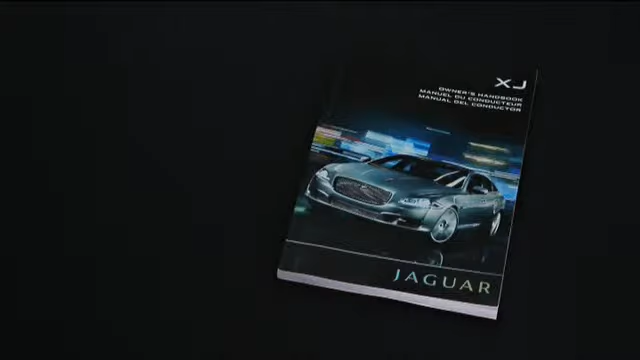 XJ
OWNER'S HANDBOOK
MANUEL DU CONDUCTEUR
MANUAL DEL CONDUCTOR
JAGUAR